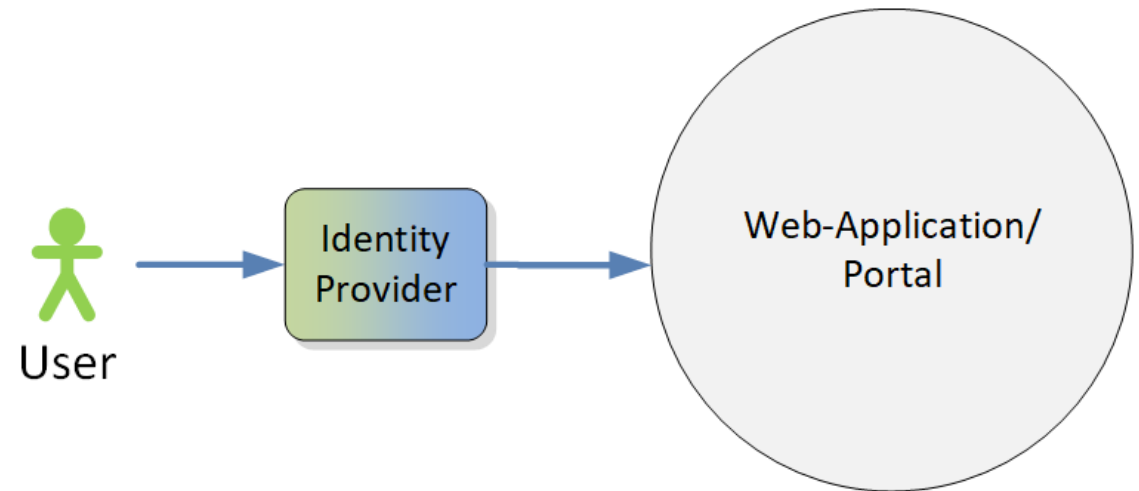 User
Identity
Provider
Web-Application/
Portal